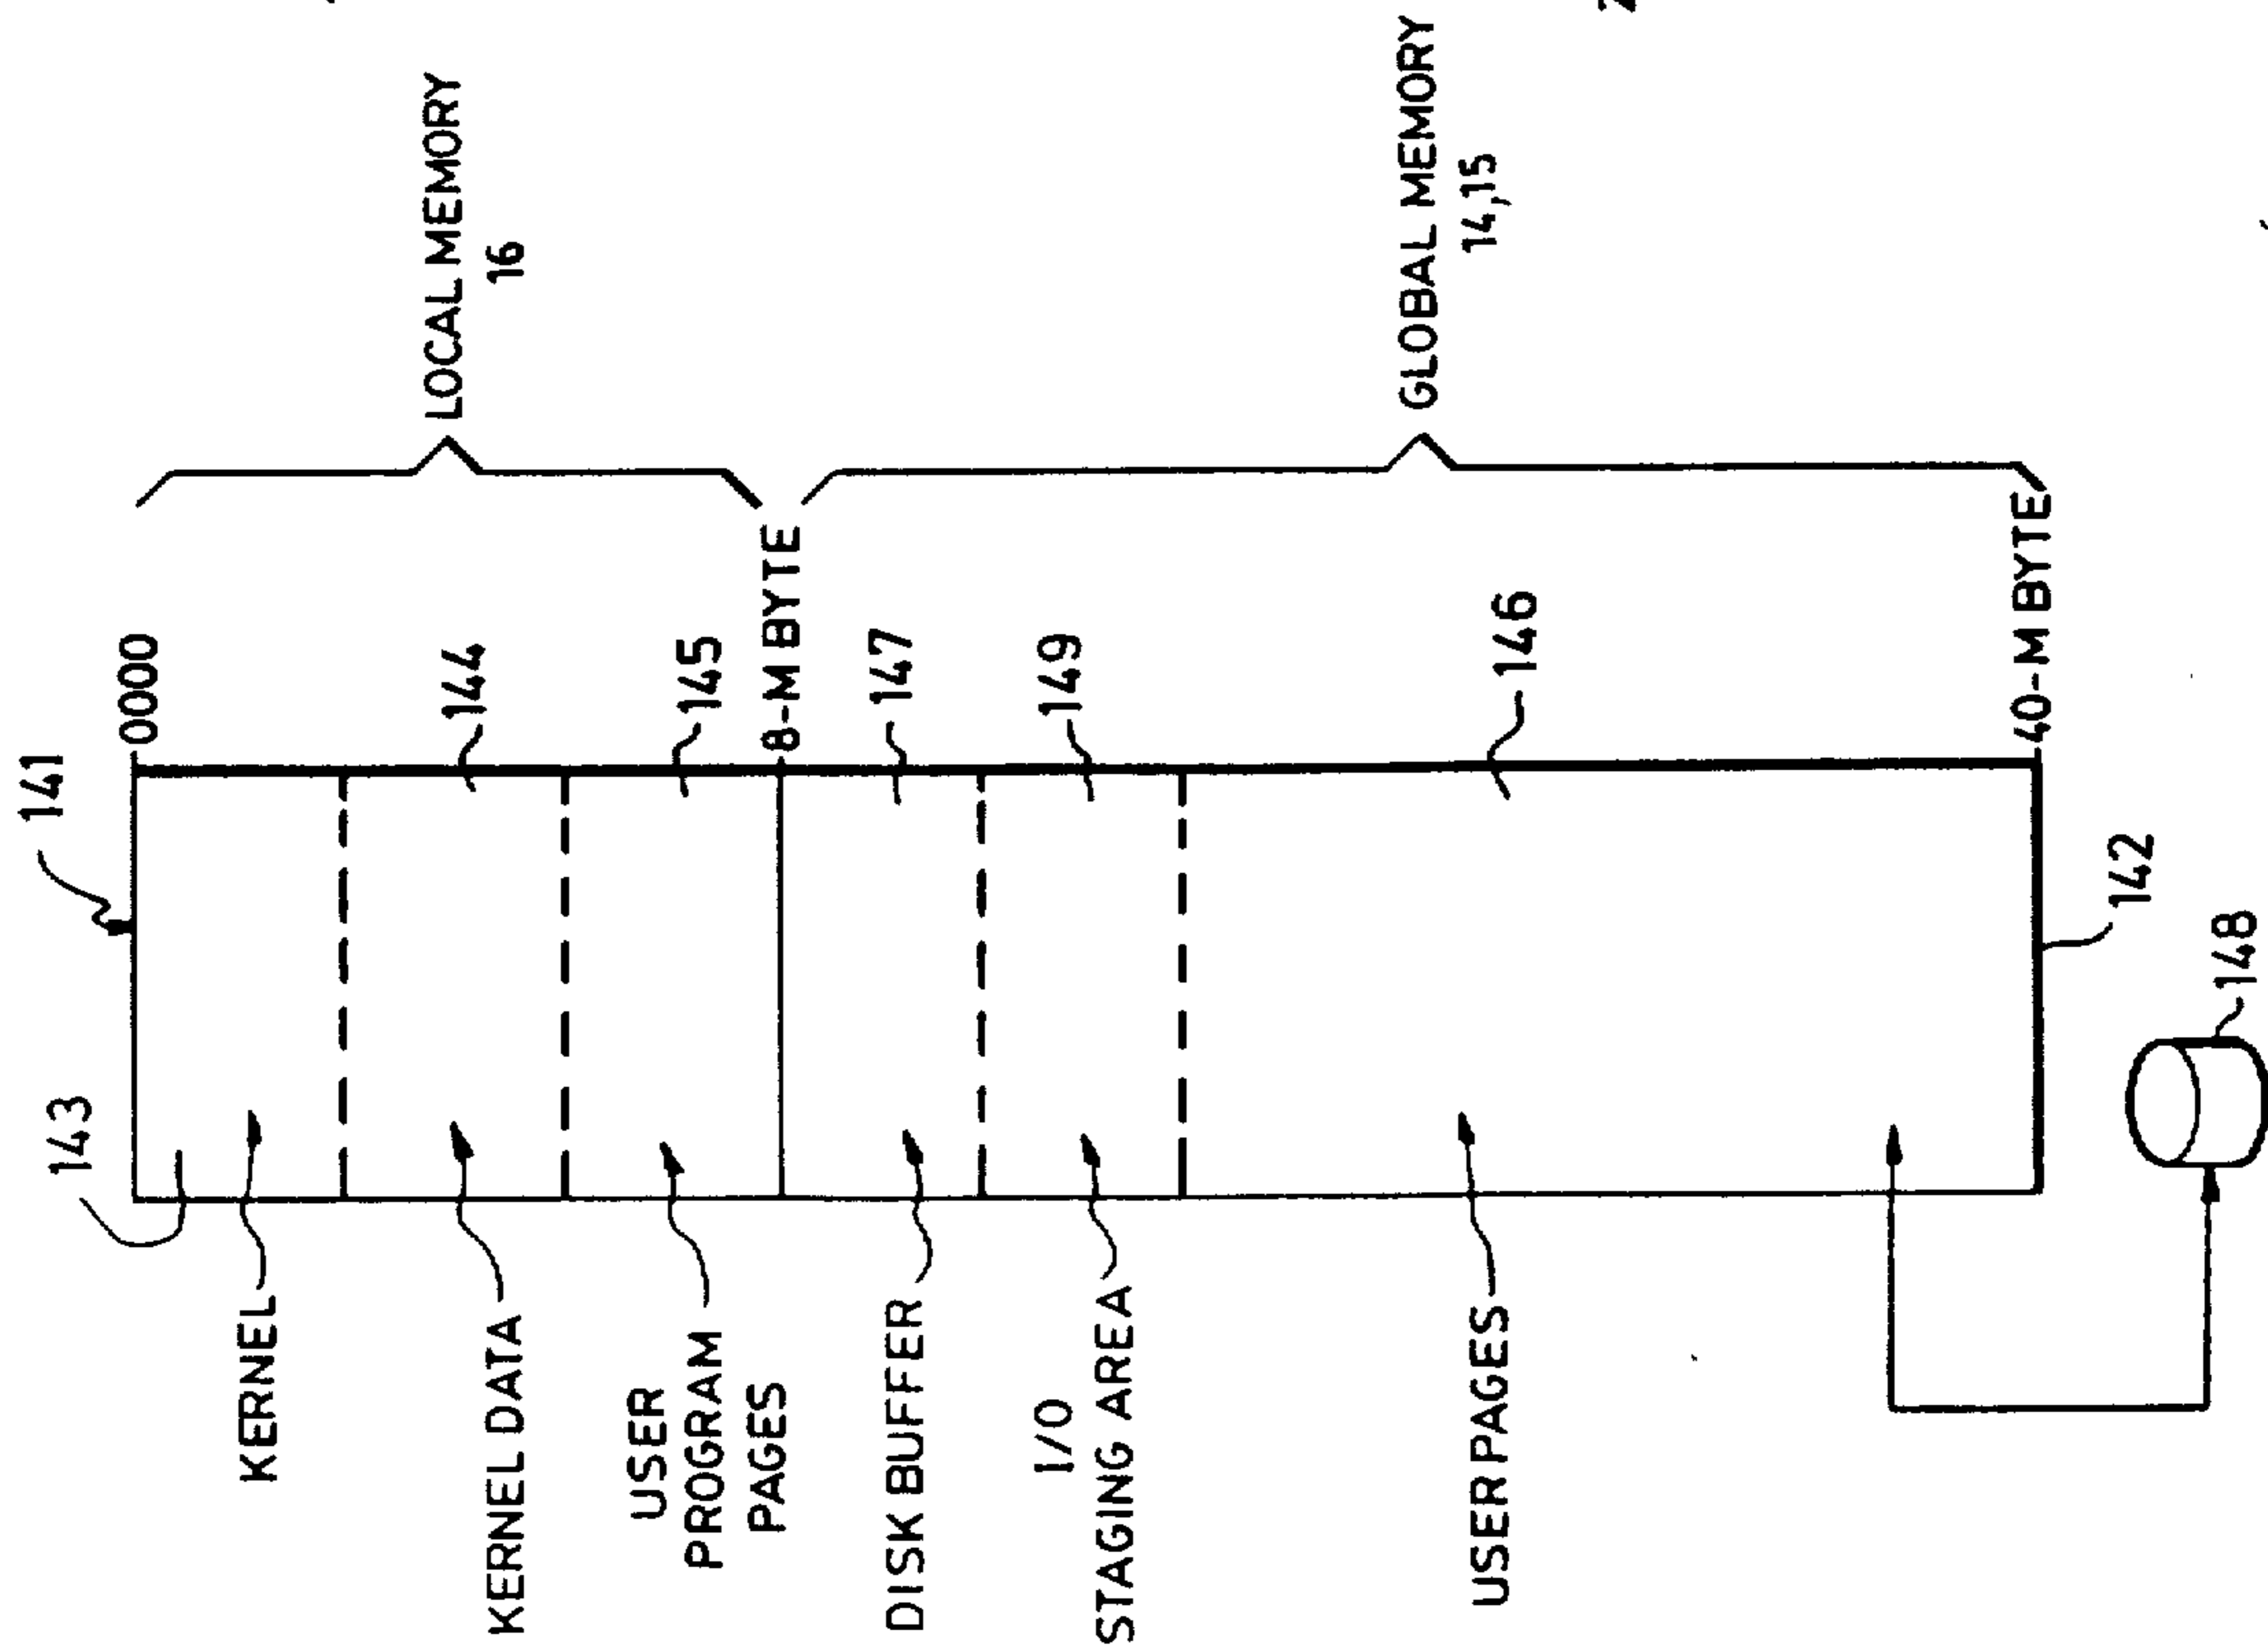 141
0000
143
KERNEL
LOCAL MEMORY
16
144
KERNEL DATA
145
USER
PROGRAM
PAGES
8-M BYTE
147
DISK BUFFER
149
I/O
STAGING AREA
GLOBAL MEMORY
14,15
146
USER PAGES
40-M BYTE
142
148